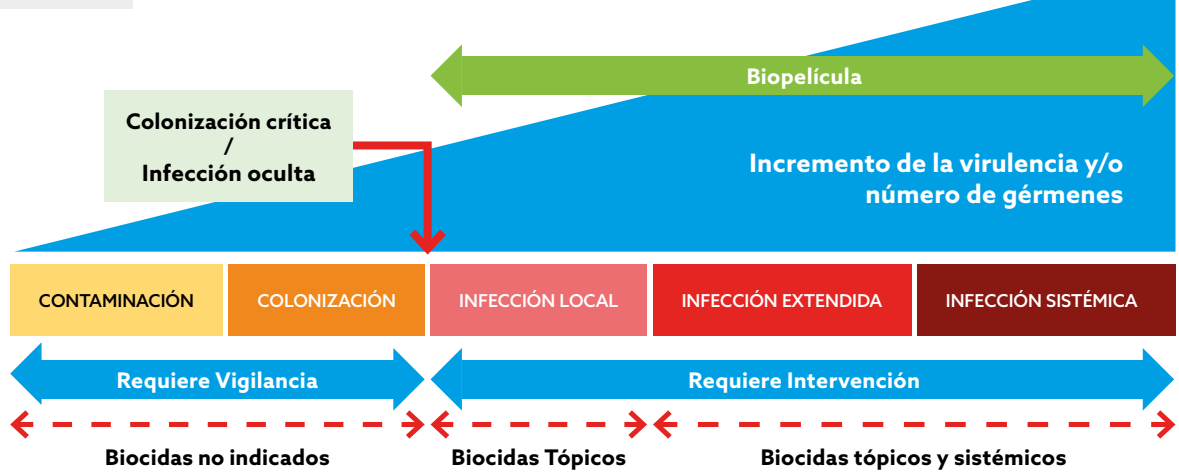 Biopelícula
Colonización crítica
/
Infección oculta
Incremento de la virulencia y/o
número de gérmenes
CONTAMINACIÓN
COLONIZACIÓN
INFECCIÓN LOCAL
INFECCIÓN EXTENDIDA
INFECCIÓN SISTÉMICA
Requiere Vigilancia
Requiere Intervención
Biocidas no indicados
Biocidas Tópicos
Biocidas tópicos y sistémicos